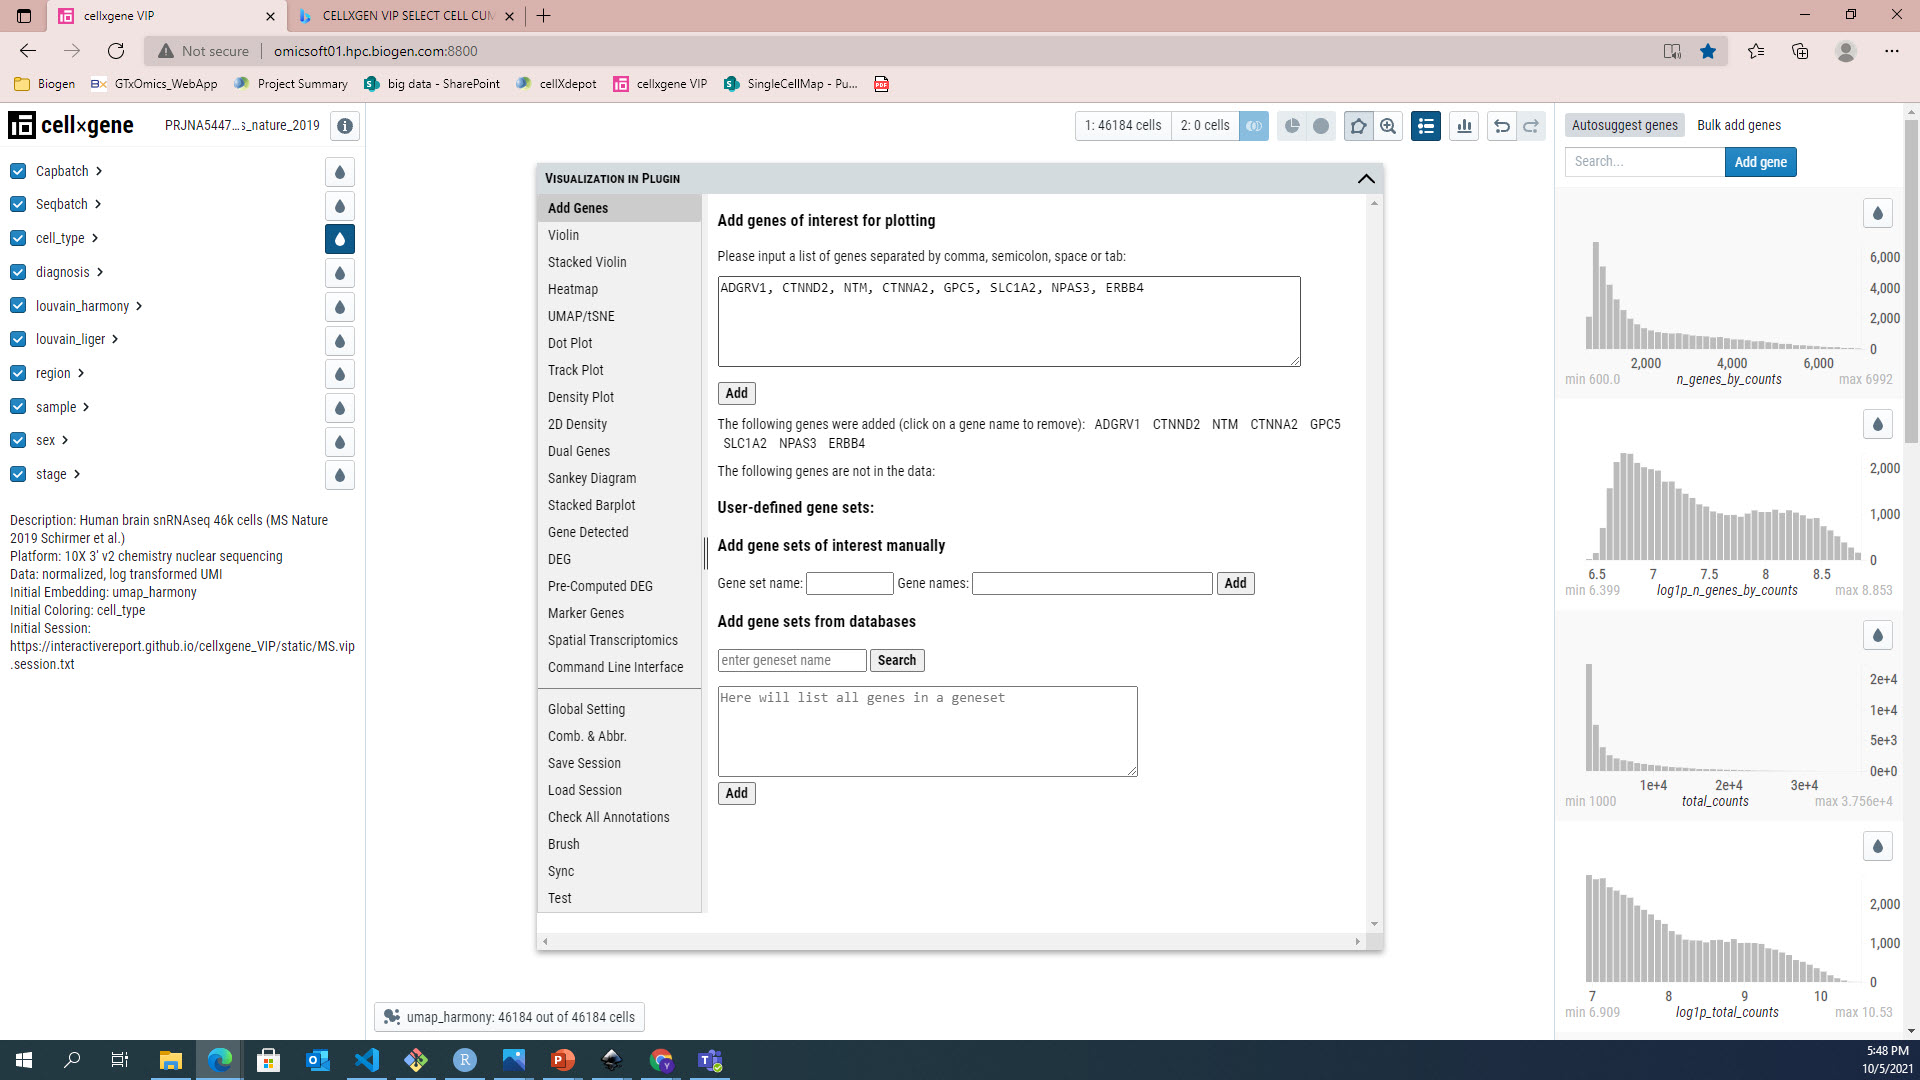 cellxgene VIP
CELLXGEN VIP SELECT CELL CUM
Not secure
omicsoft01.hpc.biogen.com:8800
Biogen
GTxOmics_WebApp
Project Summary
big data - SharePoint
cellXdepot
cellxgene VIP
SingleCellMap - Pu...
cell×gene
PRJNA5447...s_nature_2019
1: 46184 cells
2: 0 cells
Autosuggest genes
Bulk add genes
Search...
Add gene
Capbatch
Seqbatch
cell_type
diagnosis
louvain_harmony
louvain_liger
region
sample
sex
stage
Description: Human brain snRNAseq 46k cells (MS Nature
2019 Schirmer et al.)
Platform: 10X 3' v2 chemistry nuclear sequencing
Data: normalized, log transformed UMI
Initial Embedding: umap_harmony
Initial Coloring: cell_type
Initial Session:
https://interactivereport.github.io/cellxgene_VIP/static/MS.vip
.session.txt
Visualization in Plugin
Add Genes
Violin
Stacked Violin
Heatmap
UMAP/tSNE
Dot Plot
Track Plot
Density Plot
2D Density
Dual Genes
Sankey Diagram
Stacked Barplot
Gene Detected
DEG
Pre-Computed DEG
Marker Genes
Spatial Transcriptomics
Command Line Interface
Global Setting
Comb. & Abbr.
Save Session
Load Session
Check All Annotations
Brush
Sync
Test
Add genes of interest for plotting
Please input a list of genes separated by comma, semicolon, space or tab:
ADGRV1, CTNND2, NTM, CTNNA2, GPC5, SLC1A2, NPAS3, ERBB4
Add
The following genes were added (click on a gene name to remove): ADGRV1 CTNND2 NTM CTNNA2 GPC5
SLC1A2 NPAS3 ERBB4
The following genes are not in the data:
User-defined gene sets:
Add gene sets of interest manually
Gene set name: Gene names: Add
Add gene sets from databases
enter geneset name Search
Here will list all genes in a geneset
Add
umap_harmony: 46184 out of 46184 cells
6,000
4,000
2,000
0
2,000 4,000 6,000
min 600.0 n_genes_by_counts max 6992
2,000
1,000
0
6.5 7 7.5 8 8.5
min 6.399 log1p_n_genes_by_counts max 8.853
2e+4
1e+4
5e+3
0e+0
1e+4 2e+4 3e+4
min 1000 total_counts max 3.756e+4
2,000
1,000
0
7 8 9 10
min 6.909 log1p_total_counts max 10.53
5:48 PM
10/5/2021